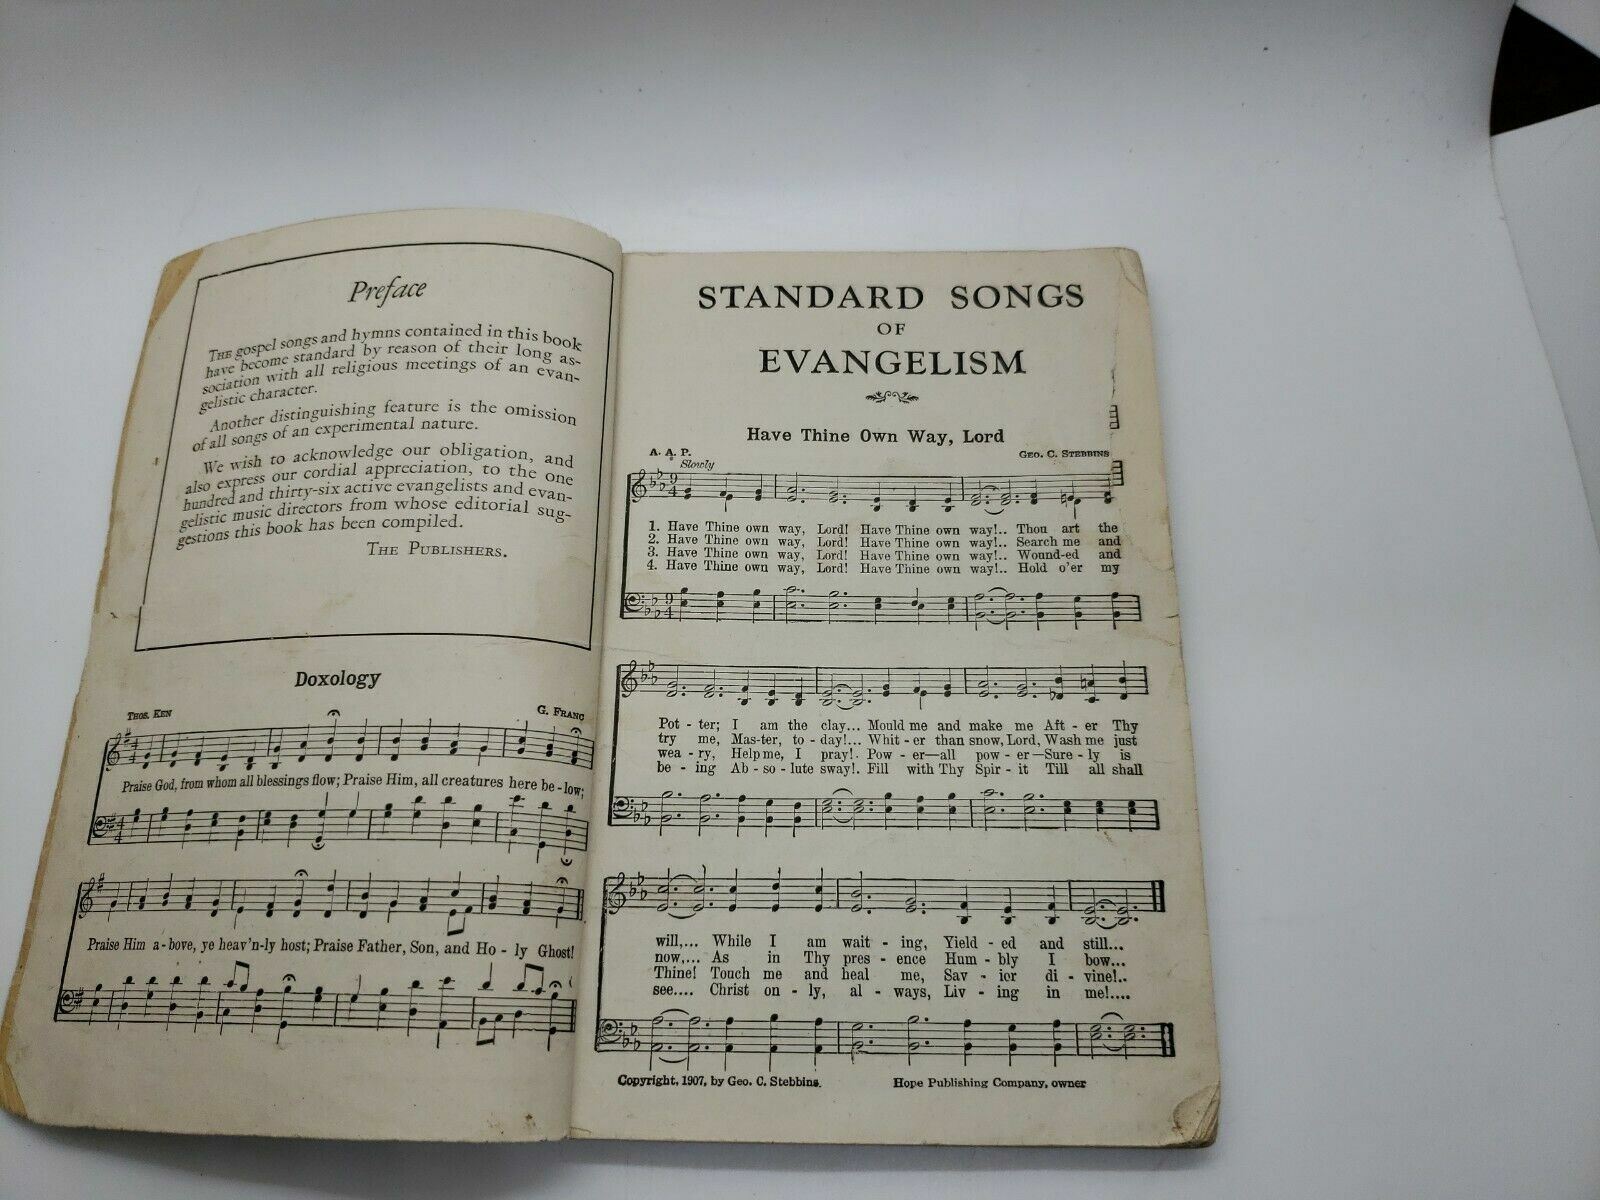 Preface
THE gospel songs and hymns contained in this book
have become standard by reason of their long as-
sociation with all religious meetings of an evan-
gelistic character.
Another distinguishing feature is the omission
of all songs of an experimental nature.
We wish to acknowledge our obligation, and
also express our cordial appreciation, to the one
hundred and thirty-six active evangelists and evan-
gelistic music directors from whose editorial sug-
gestions this book has been compiled.
THE PUBLISHERS.
Doxology
THOS. KEN G. FRANC
Praise God, from whom all blessings flow; Praise Him, all creatures here be-low;
4
Praise Him a-bove, ye heav'n-ly host; Praise Father, Son, and Ho - ly Ghost!
STANDARD SONGS
OF
EVANGELISM
Have Thine Own Way, Lord
A. A. P. GEO. C. STEBBINS
Slowly
9
4
1. Have Thine own way, Lord! Have Thine own way!.. Thou art the
2. Have Thine own way, Lord! Have Thine own way!.. Search me and
3. Have Thine own way, Lord! Have Thine own way!.. Wound-ed and
4. Have Thine own way, Lord! Have Thine own way!.. Hold o'er my
9
4
Pot - ter; I am the clay... Mould me and make me Aft - er Thy
try me, Mas-ter, to - day!... Whit-er than snow, Lord, Wash me just
wea - ry, Help me, I pray!. Pow - er—all pow - er—Sure - ly is
be - ing Ab - so - lute sway!. Fill with Thy Spir - it Till all shall
will,... While I am wait - ing, Yield - ed and still...
now,... As in Thy pres - ence Hum - bly I bow...
Thine! Touch me and heal me, Sav - ior di - vine!..
see.... Christ on - ly, al - ways, Liv - ing in me!....
Copyright, 1907, by Geo. C. Stebbins. Hope Publishing Company, owner